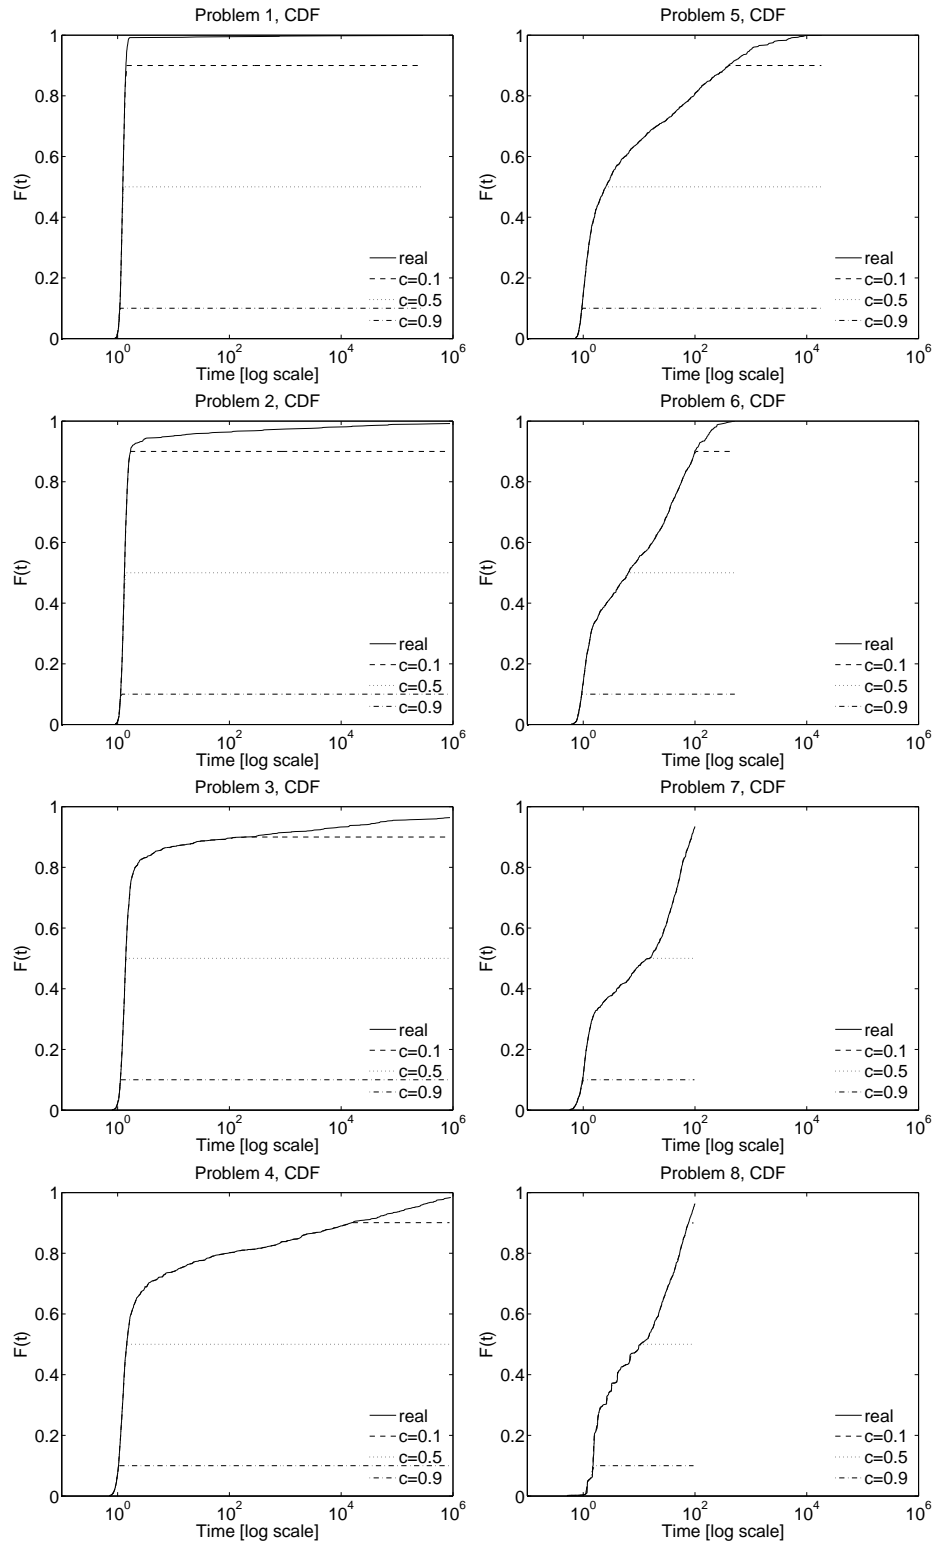 Problem 1, CDF
1
0.8
0.6
0.4
0.2
0
F(t)
10^0
10^2
10^4
10^6
Time [log scale]
real
c=0.1
c=0.5
c=0.9
Problem 5, CDF
1
0.8
0.6
0.4
0.2
0
F(t)
10^0
10^2
10^4
10^6
Time [log scale]
real
c=0.1
c=0.5
c=0.9
Problem 2, CDF
1
0.8
0.6
0.4
0.2
0
F(t)
10^0
10^2
10^4
10^6
Time [log scale]
real
c=0.1
c=0.5
c=0.9
Problem 6, CDF
1
0.8
0.6
0.4
0.2
0
F(t)
10^0
10^2
10^4
10^6
Time [log scale]
real
c=0.1
c=0.5
c=0.9
Problem 3, CDF
1
0.8
0.6
0.4
0.2
0
F(t)
10^0
10^2
10^4
10^6
Time [log scale]
real
c=0.1
c=0.5
c=0.9
Problem 7, CDF
1
0.8
0.6
0.4
0.2
0
F(t)
10^0
10^2
10^4
10^6
Time [log scale]
real
c=0.1
c=0.5
c=0.9
Problem 4, CDF
1
0.8
0.6
0.4
0.2
0
F(t)
10^0
10^2
10^4
10^6
Time [log scale]
real
c=0.1
c=0.5
c=0.9
Problem 8, CDF
1
0.8
0.6
0.4
0.2
0
F(t)
10^0
10^2
10^4
10^6
Time [log scale]
real
c=0.1
c=0.5
c=0.9